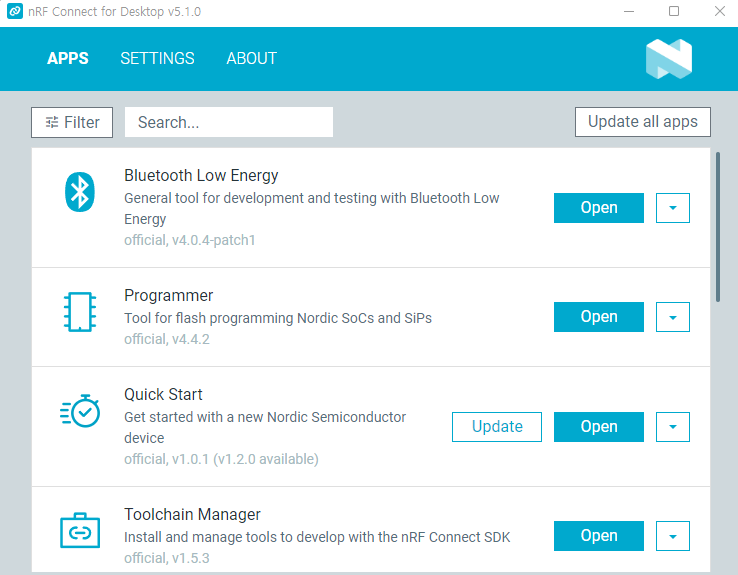 nRF Connect for Desktop v5.1.0
APPS SETTINGS ABOUT
Filter Search... Update all apps
Bluetooth Low Energy
General tool for development and testing with Bluetooth Low
Energy
official, v4.0.4-patch1
Open
Programmer
Tool for flash programming Nordic SoCs and SiPs
official, v4.4.2
Open
Quick Start
Get started with a new Nordic Semiconductor
device
official, v1.0.1 (v1.2.0 available)
Update Open
Toolchain Manager
Install and manage tools to develop with the nRF Connect SDK
official, v1.5.3
Open